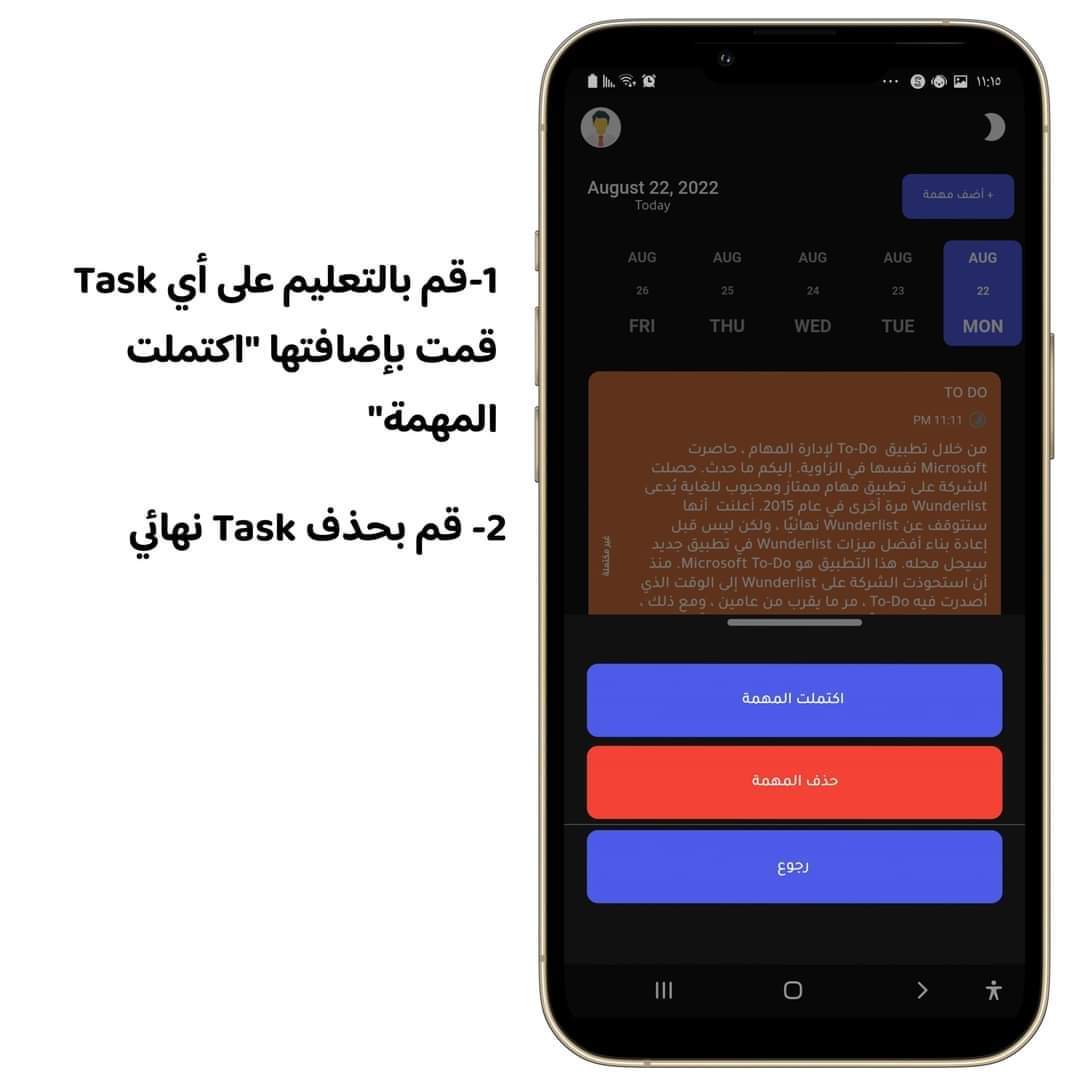 1-قم بالتعليم على أي Task
قمت بإضافتها "اكتملت
المهمة"
2- قم بحذف Task نهائي
١١:١٥
August 22, 2022
Today
+ أضف مهمة
AUG
22
MON
AUG
23
TUE
AUG
24
WED
AUG
25
THU
AUG
26
FRI
TO DO
11:11 PM
من خلال تطبيق To-Do لإدارة المهام ، حاصرت
Microsoft نفسها في الزاوية. إليكم ما حدث. حصلت
الشركة على تطبيق مهام ممتاز ومحبوب للغاية يُدعى
Wunderlist مرة أخرى في عام 2015. أعلنت أنها
ستتوقف عن Wunderlist نهائيًا ، ولكن ليس قبل
إعادة بناء أفضل ميزات Wunderlist في تطبيق جديد
سيحل محله. هذا التطبيق هو Microsoft To-Do. منذ
أن استحوذت الشركة على Wunderlist إلى الوقت الذي
أصدرت فيه To-Do ، مر ما يقرب من عامين ، ومع ذلك ،
غير مكتملة
اكتملت المهمة
حذف المهمة
رجوع